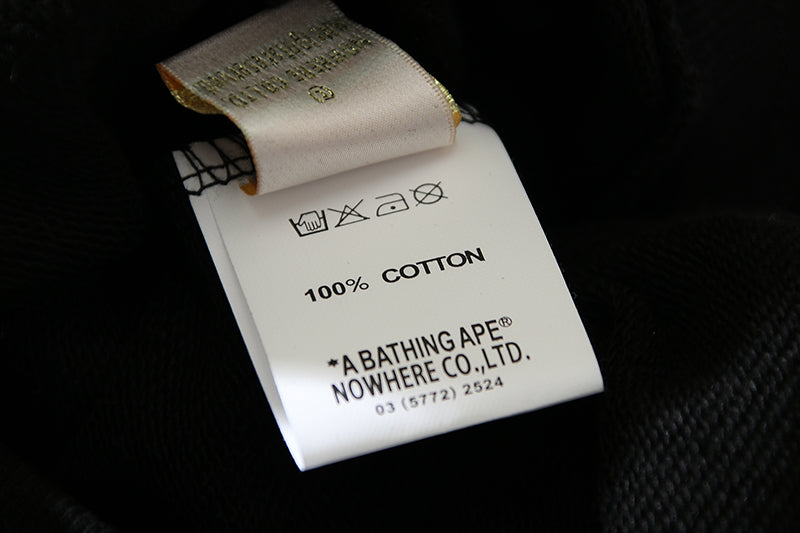 100% COTTON
*A BATHING APE®
NOWHERE CO.,LTD.
03 (5772) 2524